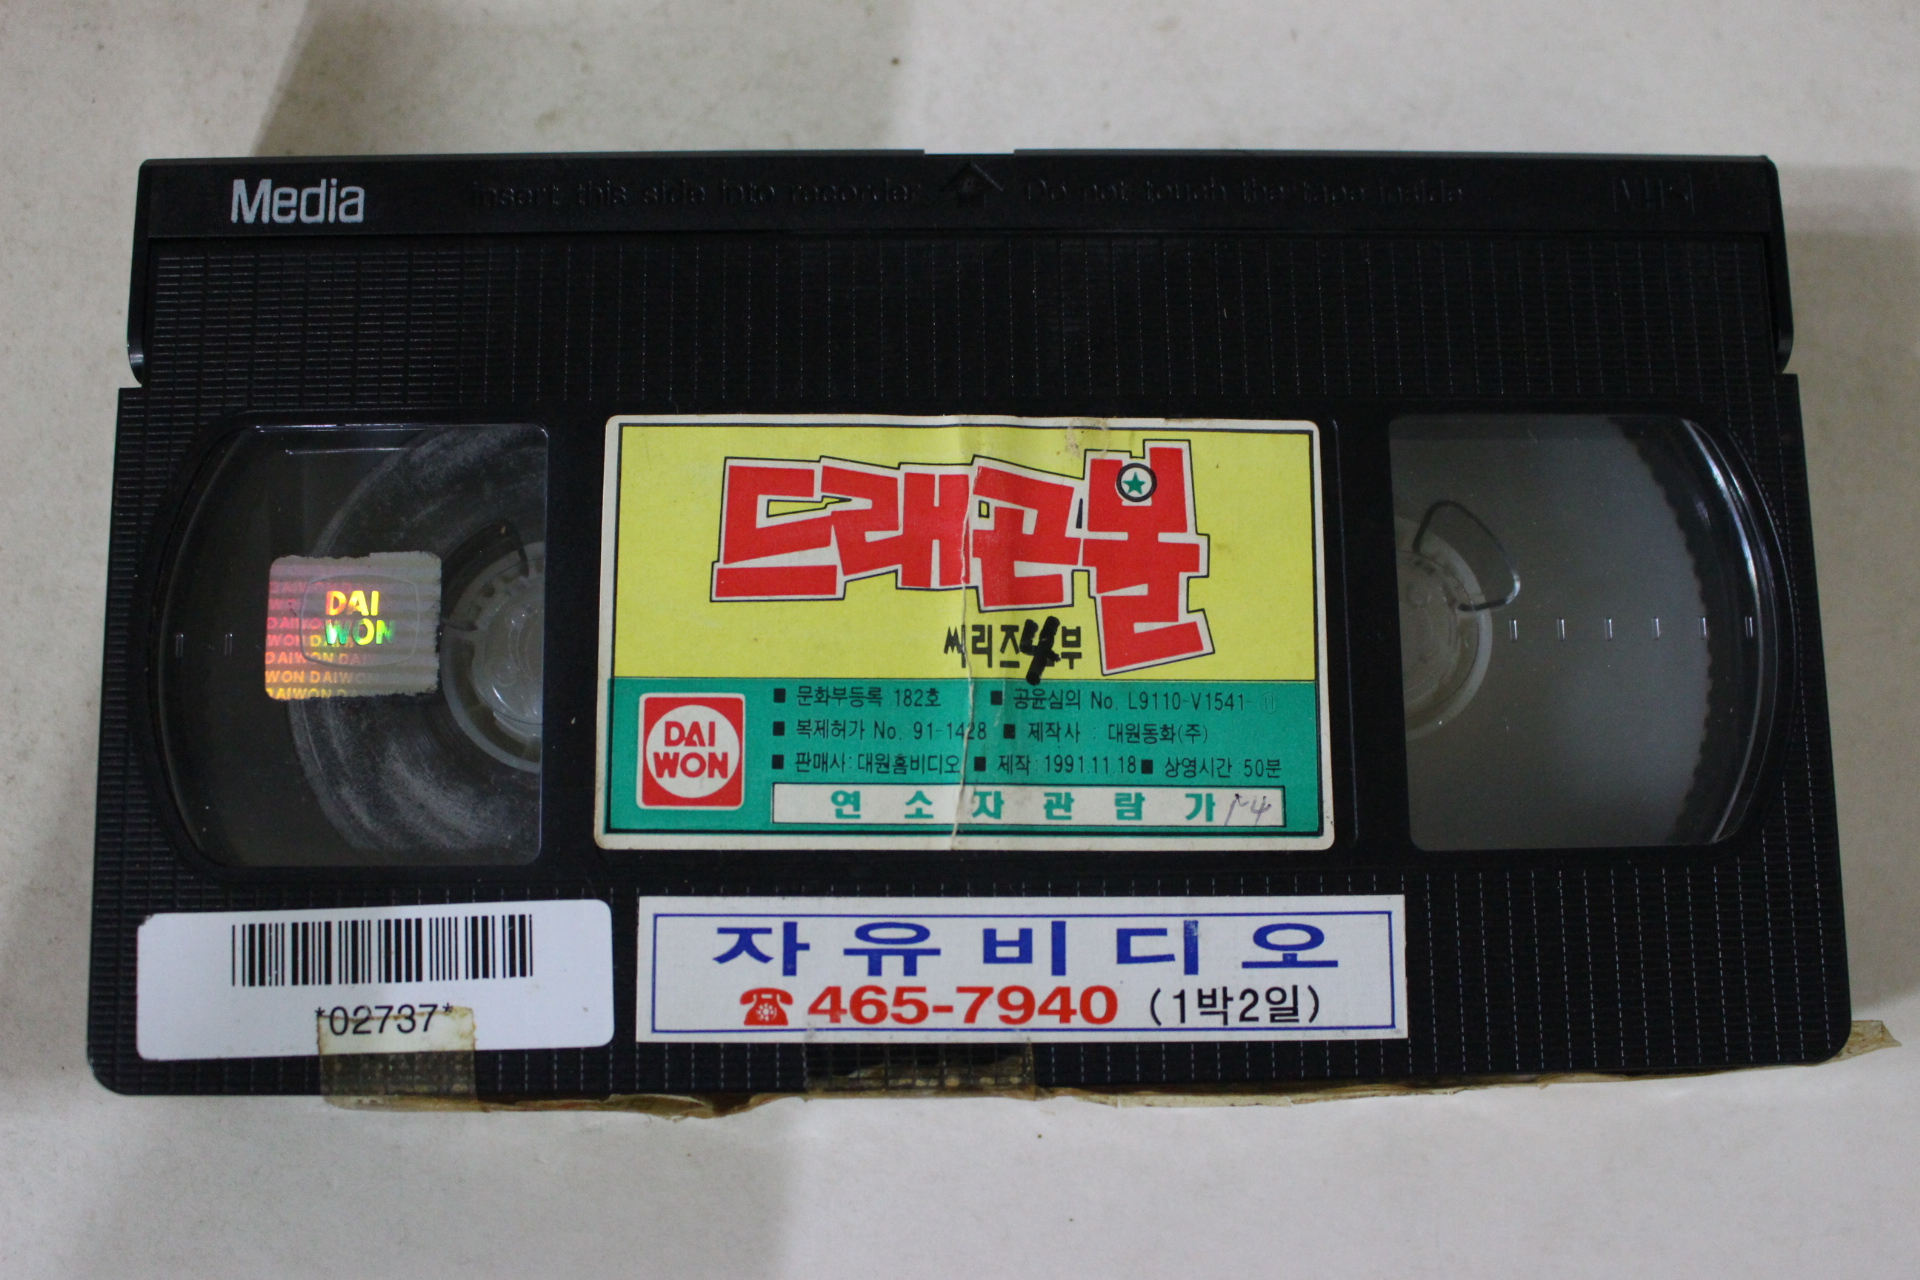 Media
insert this side into recorder Do not touch the tape inside VHS
DAI
WON
드래곤볼
씨리즈 4부
DAI
WON
■ 문화부등록 182호 ■ 공윤심의 No. L9110-V1541-
■ 복제허가 No. 91-1428 ■ 제작사 : 대원동화(주)
■ 판매사: 대원홈비디오 ■ 제작: 1991.11.18 ■ 상영시간 50분
연소자관람가
자유비디오
☎ 465-7940 (1박2일)
*02737*